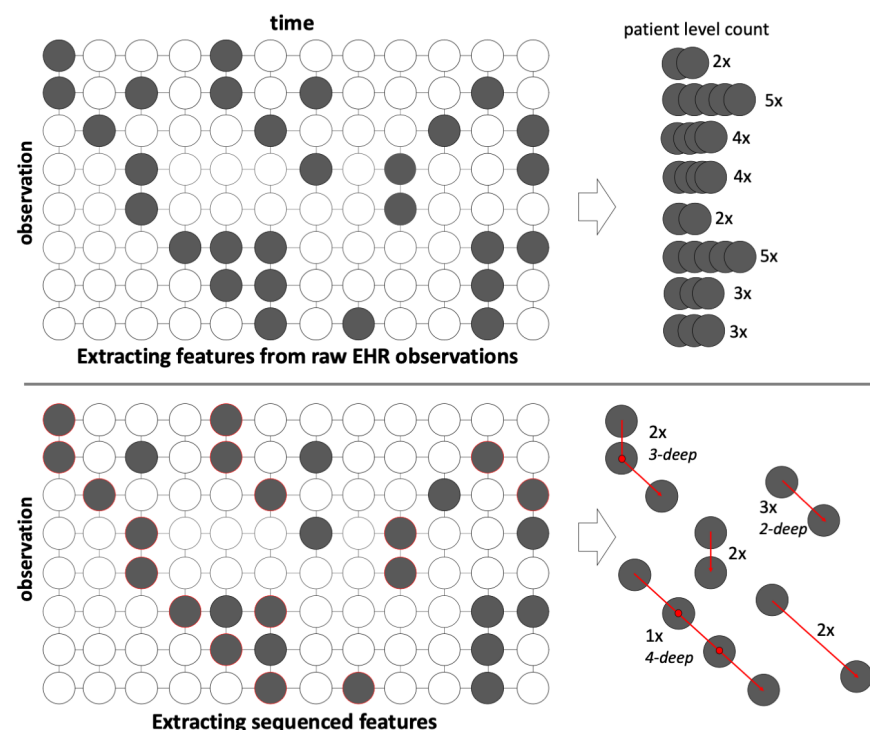 time
patient level count
observation
2x
5x
4x
4x
2x
5x
3x
3x
Extracting features from raw EHR observations
observation
2x
3-deep
3x
2-deep
2x
1x
4-deep
2x
Extracting sequenced features